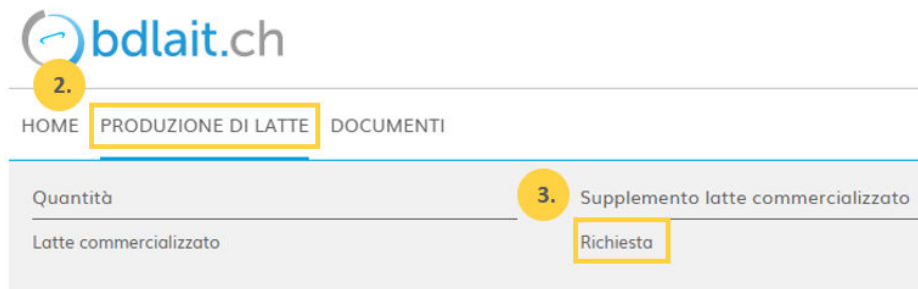 bdlait.ch
2.
HOME PRODUZIONE DI LATTE DOCUMENTI
Quantità
Latte commercializzato
3. Supplemento latte commercializzato
Richiesta